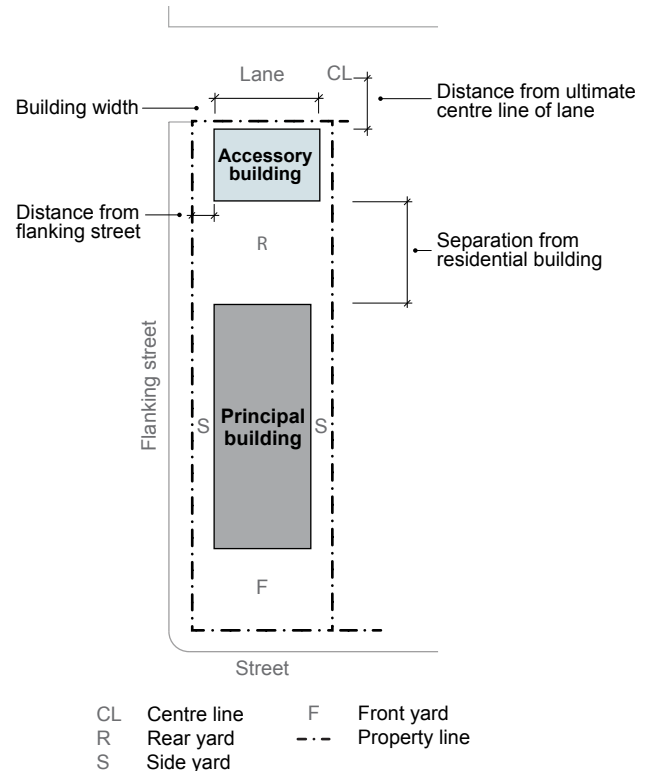 Lane
CL
Building width
Distance from ultimate
centre line of lane
Accessory
building
Distance from
flanking street
R
Separation from
residential building
Flanking street
S
Principal
building
S
F
Street
CL Centre line
R Rear yard
S Side yard
F Front yard
Property line